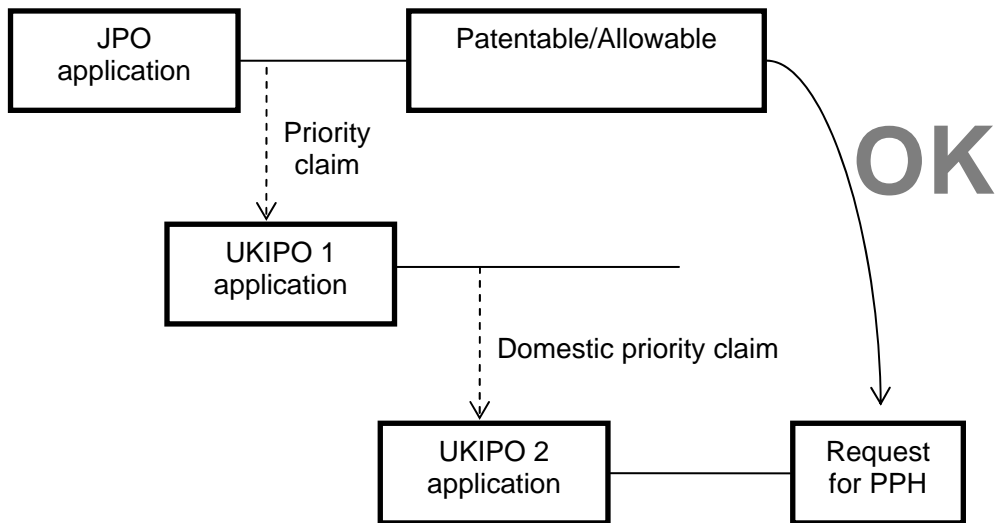 JPO
application
Patentable/Allowable
OK
Priority
claim
UKIPO 1
application
Domestic priority claim
UKIPO 2
application
Request
for PPH